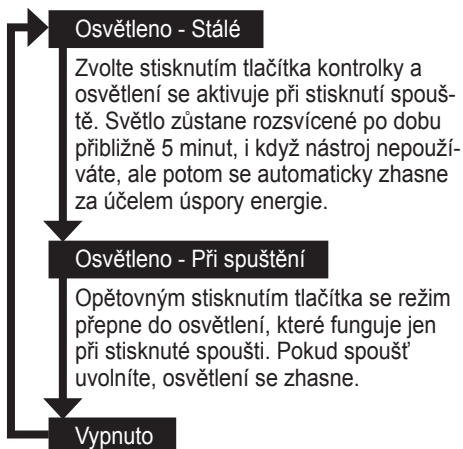 Osvětleno - Stálé
Zvolte stisknutím tlačítka kontrolky a
osvětlení se aktivuje při stisknutí spouš-
tě. Světlo zůstane rozsvícené po dobu
přibližně 5 minut, i když nástroj nepouží-
váte, ale potom se automaticky zhasne
za účelem úspory energie.
Osvětleno - Při spuštění
Opětovným stisknutím tlačítka se režim
přepne do osvětlení, které funguje jen
při stisknuté spoušti. Pokud spoušť
uvolníte, osvětlení se zhasne.
Vypnuto